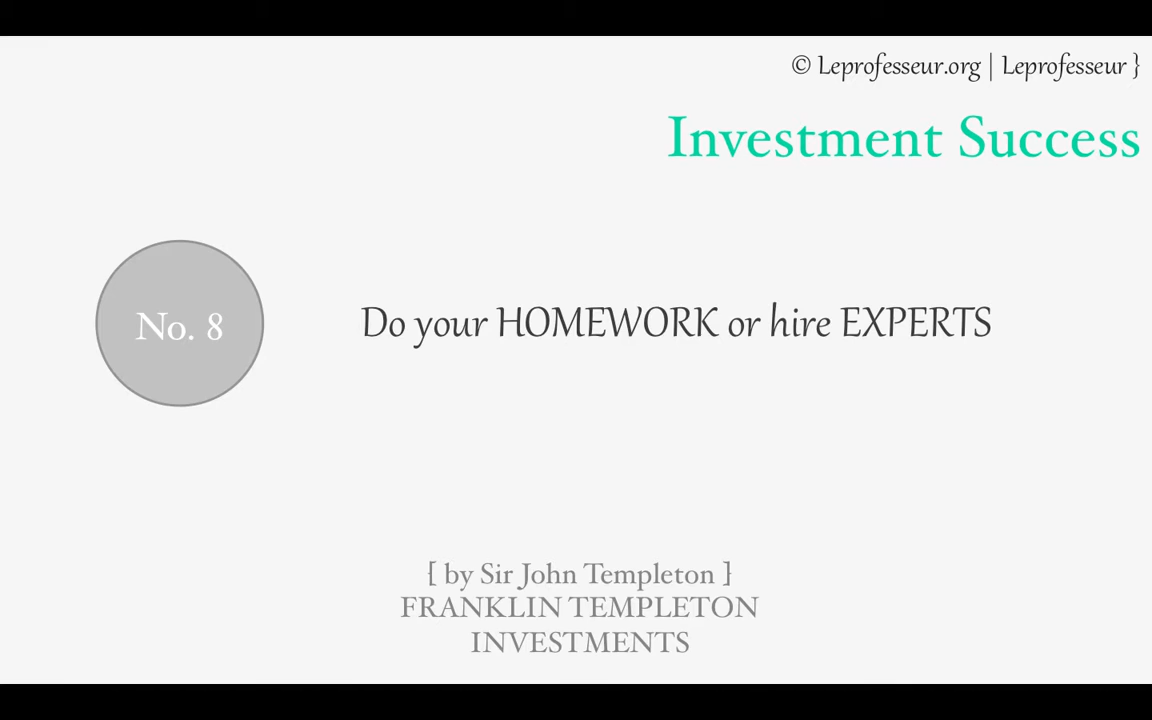 © Leprofesseur.org | Leprofesseur }
Investment Success
No. 8
Do your HOMEWORK or hire EXPERTS
{ by Sir John Templeton }
FRANKLIN TEMPLETON
INVESTMENTS